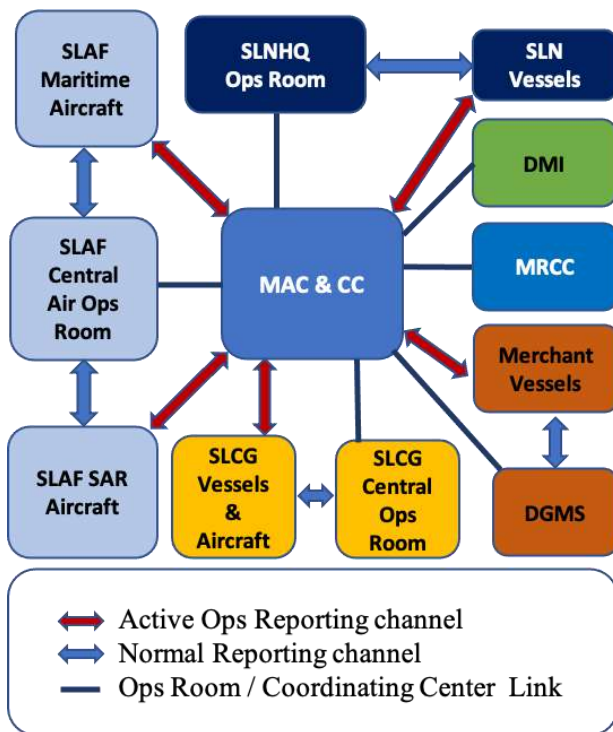 SLAF
Maritime
Aircraft
SLNHQ
Ops Room
SLN
Vessels
DMI
SLAF
Central
Air Ops
Room
MAC & CC
MRCC
Merchant
Vessels
SLAF SAR
Aircraft
SLCG
Vessels
&
Aircraft
SLCG
Central
Ops
Room
DGMS
Active Ops Reporting channel
Normal Reporting channel
Ops Room / Coordinating Center Link